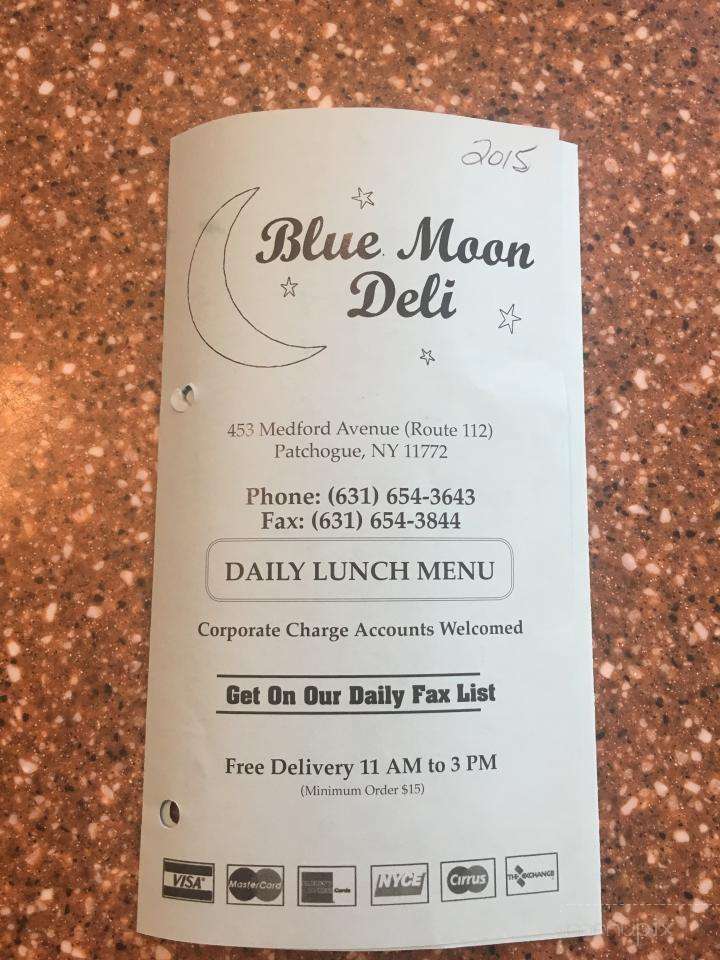 2015
Blue Moon
Deli
453 Medford Avenue (Route 112)
Patchogue, NY 11772
Phone: (631) 654-3643
Fax: (631) 654-3844
DAILY LUNCH MENU
Corporate Charge Accounts Welcomed
Get On Our Daily Fax List
Free Delivery 11 AM to 3 PM
(Minimum Order $15)
VISA MasterCard Cards NYCE Cirrus THE EXCHANGE
menupix